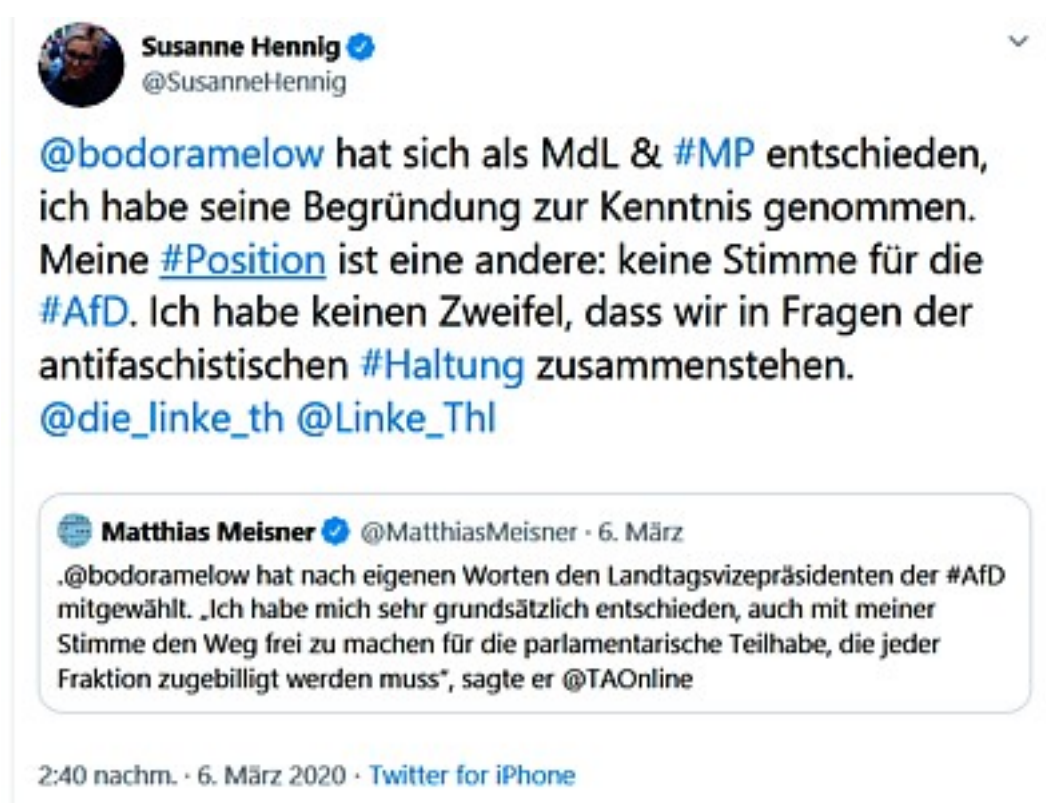 Susanne Hennig
@SusanneHennig
@bodoramelow hat sich als MdL & #MP entschieden,
ich habe seine Begründung zur Kenntnis genommen.
Meine #Position ist eine andere: keine Stimme für die
#AfD. Ich habe keinen Zweifel, dass wir in Fragen der
antifaschistischen #Haltung zusammenstehen.
@die_linke_th @Linke_Thl
Matthias Meisner @MatthiasMeisner · 6. März
.@bodoramelow hat nach eigenen Worten den Landtagsvizepräsidenten der #AfD
mitgewählt. „Ich habe mich sehr grundsätzlich entschieden, auch mit meiner
Stimme den Weg frei zu machen für die parlamentarische Teilhabe, die jeder
Fraktion zugebilligt werden muss“, sagte er @TAOnline
2:40 nachm. · 6. März 2020 · Twitter for iPhone